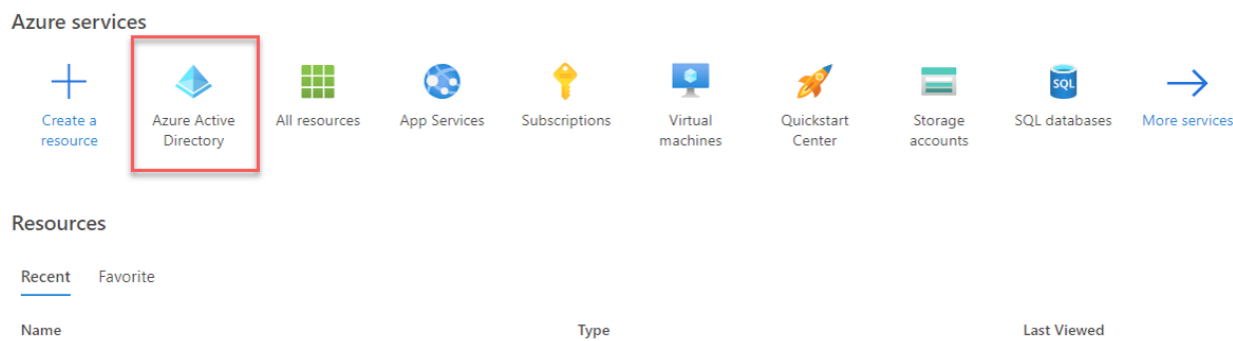 Azure services
Create a resource
Azure Active Directory
All resources
App Services
Subscriptions
Virtual machines
Quickstart Center
Storage accounts
SQL
SQL databases
More services
Resources
Recent Favorite
Name Type Last Viewed